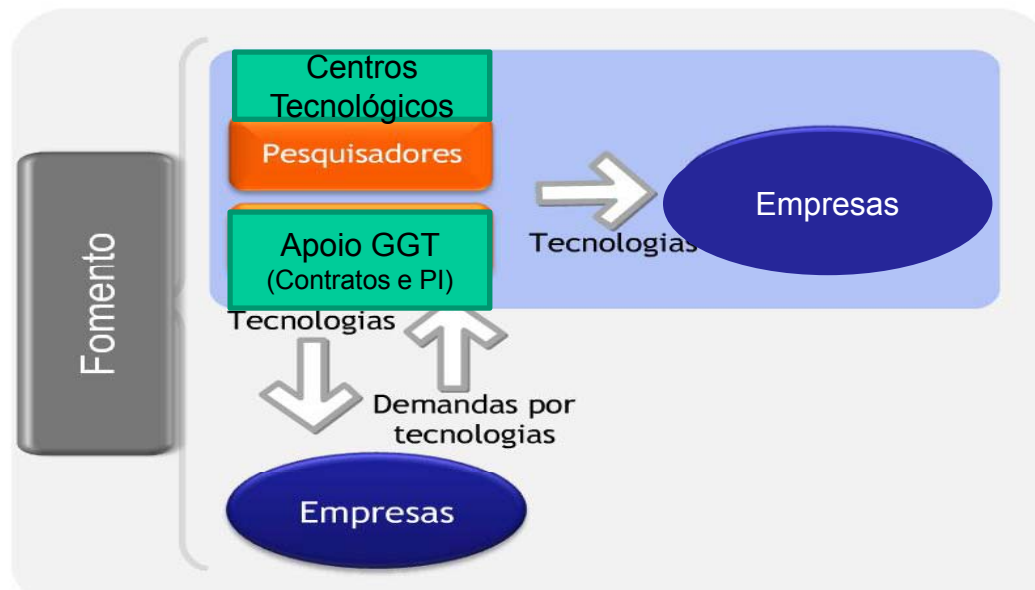 Fomento
Centros
Tecnológicos
Pesquisadores
Apoio GGT
(Contratos e PI)
Tecnologias
Empresas
Tecnologias
Demandas por
tecnologias
Empresas